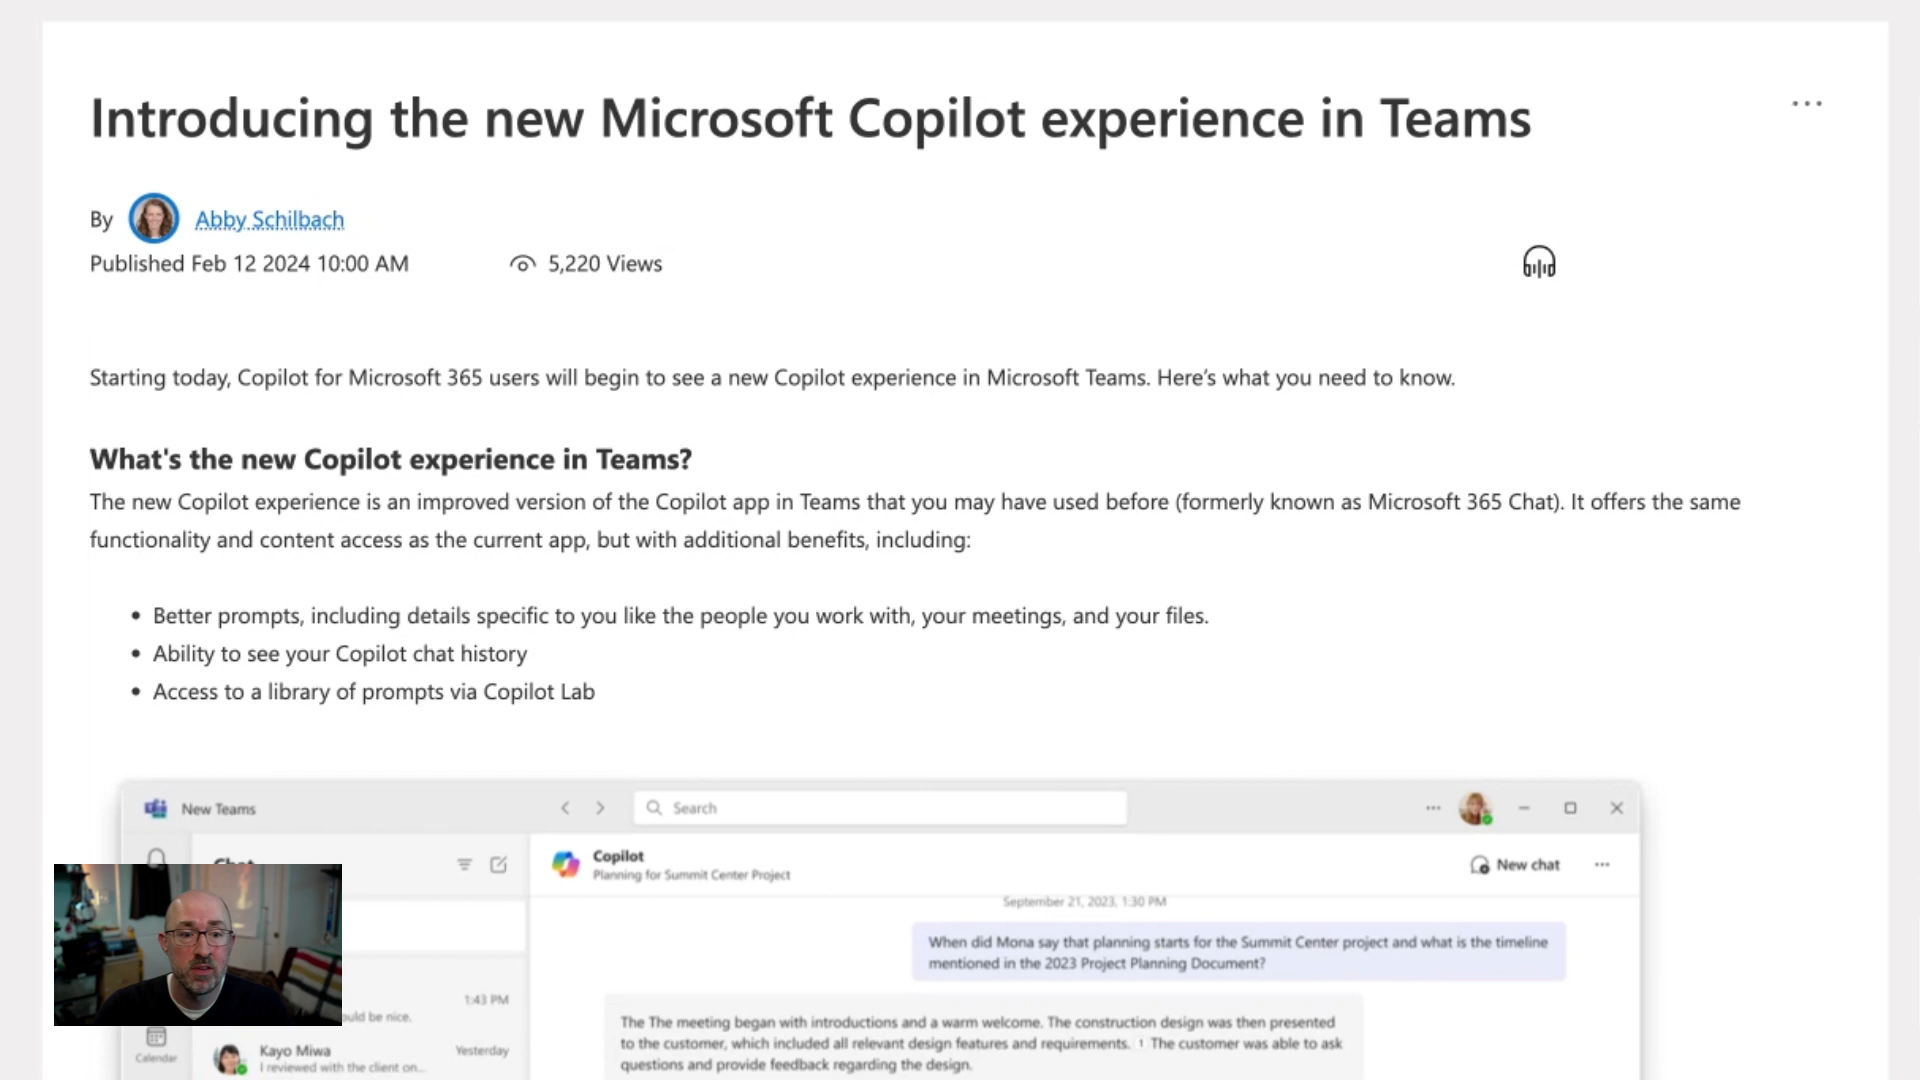 Introducing the new Microsoft Copilot experience in Teams
By Abby Schilbach
Published Feb 12 2024 10:00 AM 5,220 Views
Starting today, Copilot for Microsoft 365 users will begin to see a new Copilot experience in Microsoft Teams. Here’s what you need to know.
What's the new Copilot experience in Teams?
The new Copilot experience is an improved version of the Copilot app in Teams that you may have used before (formerly known as Microsoft 365 Chat). It offers the same
functionality and content access as the current app, but with additional benefits, including:
• Better prompts, including details specific to you like the people you work with, your meetings, and your files.
• Ability to see your Copilot chat history
• Access to a library of prompts via Copilot Lab
New Teams
Search
Chat
Copilot
Planning for Summit Center Project
New chat
September 21, 2023, 1:30 PM
When did Mona say that planning starts for the Summit Center project and what is the timeline
mentioned in the 2023 Project Planning Document?
1:43 PM
be nice.
Calendar
Kayo Miwa
Yesterday
I reviewed with the client on...
The The meeting began with introductions and a warm welcome. The construction design was then presented
to the customer, which included all relevant design features and requirements. 1 The customer was able to ask
questions and provide feedback regarding the design.